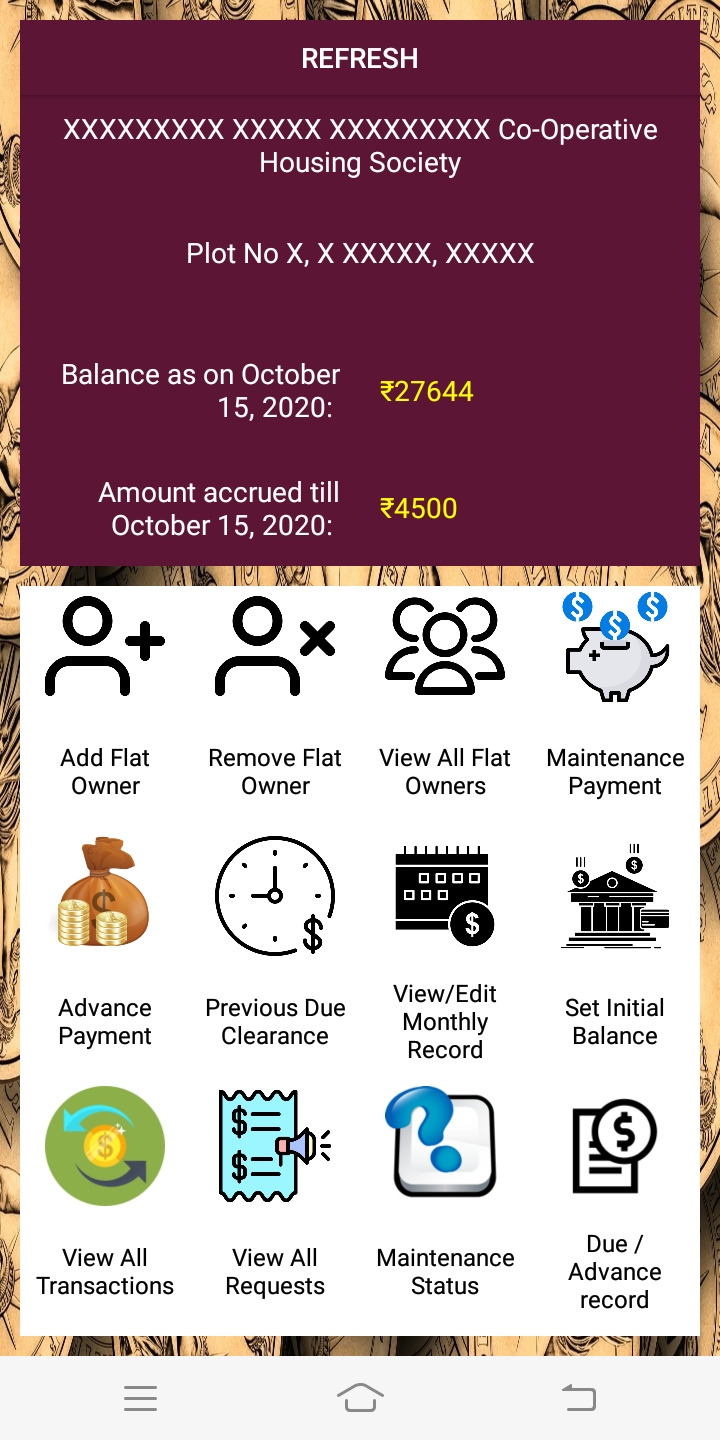 REFRESH
XXXXXXXXX XXXXX XXXXXXXXX Co-Operative
Housing Society
Plot No X, X XXXXX, XXXXX
Balance as on October
15, 2020:
₹27644
Amount accrued till
October 15, 2020:
₹4500
Add Flat
Owner
Remove Flat
Owner
View All Flat
Owners
Maintenance
Payment
Advance
Payment
Previous Due
Clearance
View/Edit
Monthly
Record
Set Initial
Balance
View All
Transactions
View All
Requests
Maintenance
Status
Due /
Advance
record